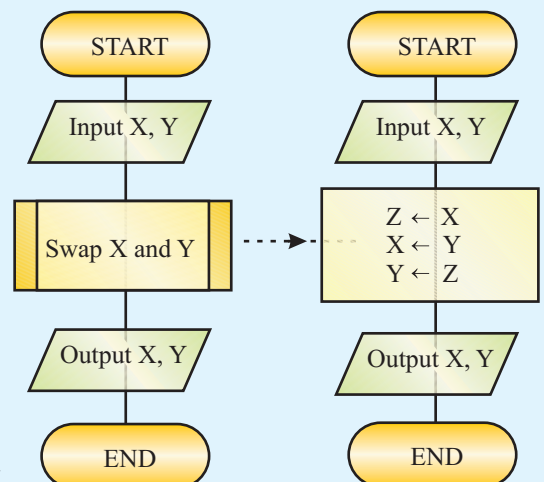 START
Input X, Y
Swap X and Y
Output X, Y
END
START
Input X, Y
Z ← X
X ← Y
Y ← Z
Output X, Y
END